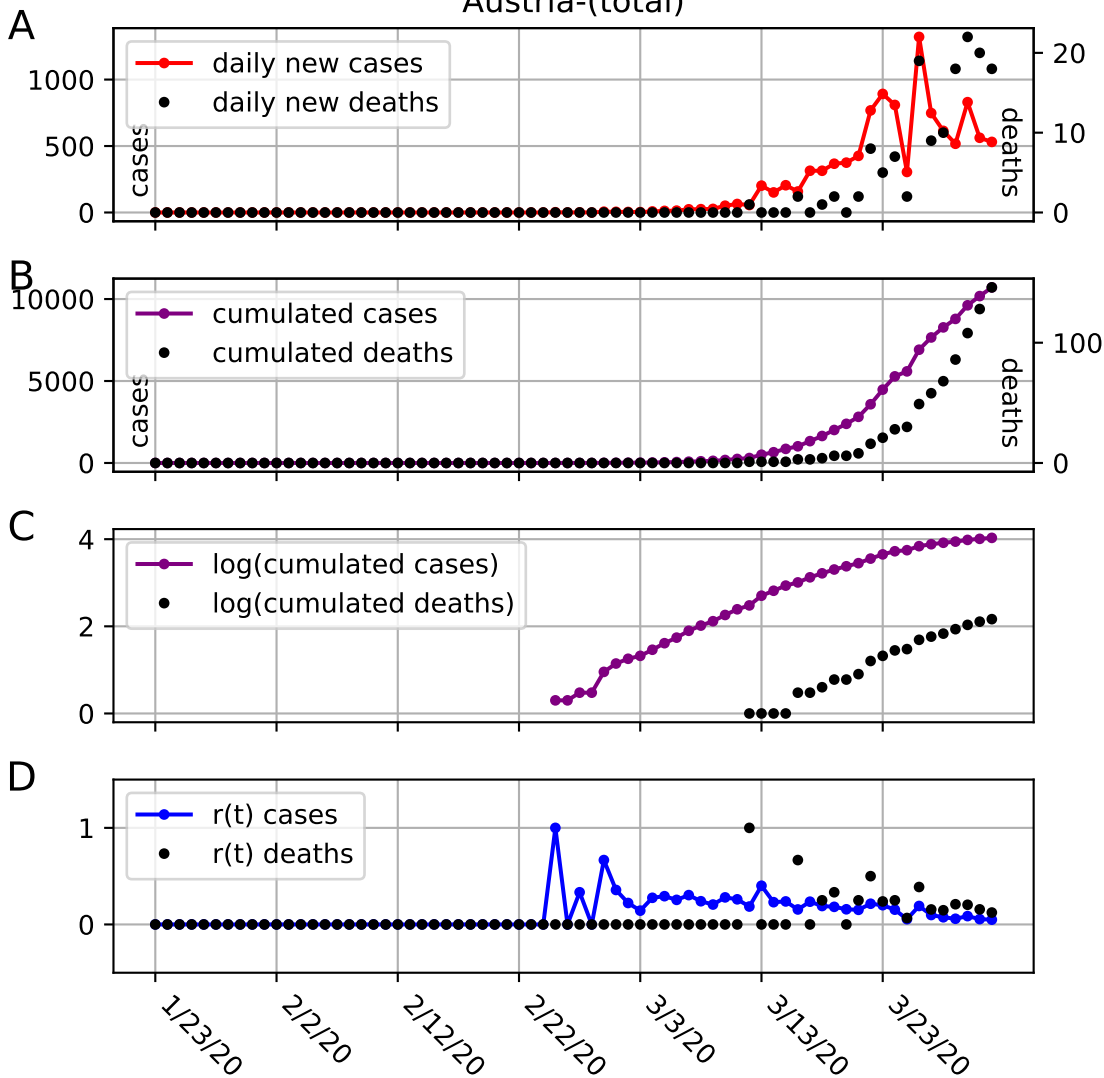 Austria-(total)
A
daily new cases
daily new deaths
1000
500
0
cases
20
10
0
deaths
B
cumulated cases
cumulated deaths
10000
5000
0
cases
100
0
deaths
C
log(cumulated cases)
log(cumulated deaths)
4
2
0
D
r(t) cases
r(t) deaths
1
0
1/23/20
2/2/20
2/12/20
2/22/20
3/3/20
3/13/20
3/23/20